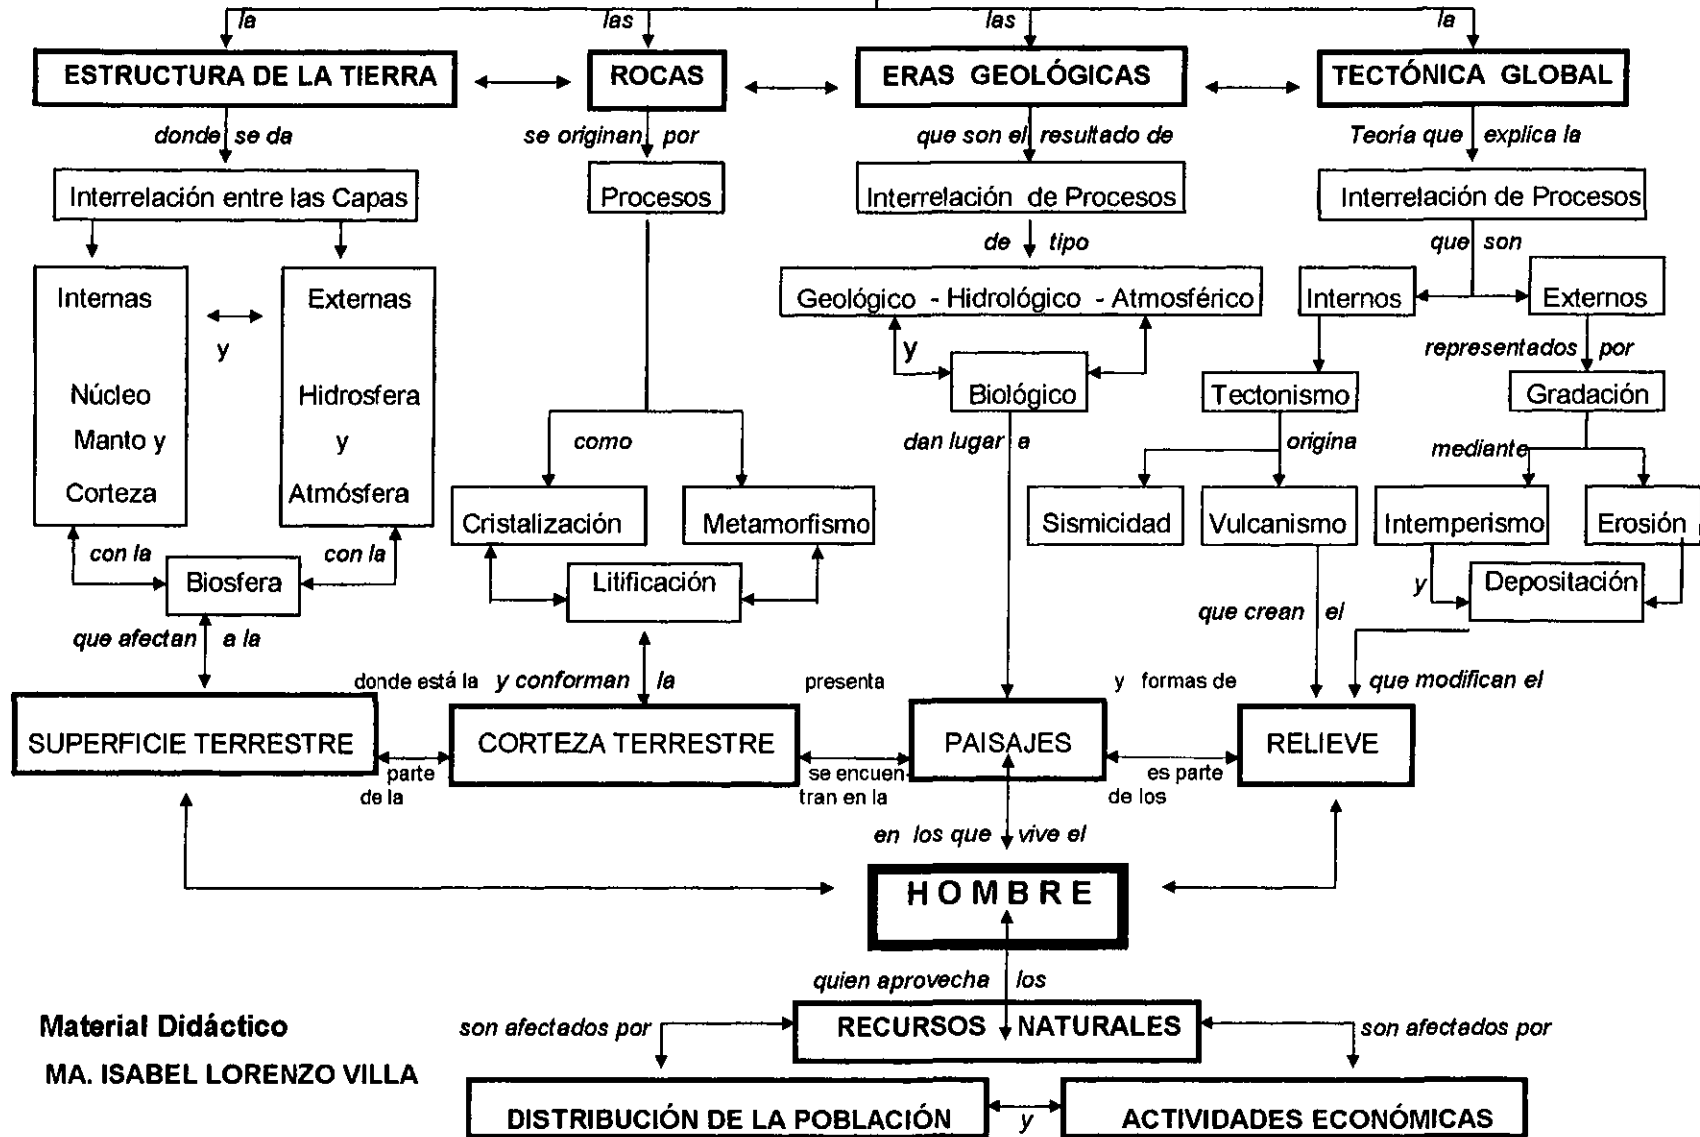 la las las la
ESTRUCTURA DE LA TIERRA ROCAS ERAS GEOLÓGICAS TECTÓNICA GLOBAL
donde se da se originan por que son el resultado de Teoría que explica la
Interrelación entre las Capas Procesos Interrelación de Procesos Interrelación de Procesos
de tipo que son
Internas Externas Geológico - Hidrológico - Atmosférico Internos Externos
y y representados por
Núcleo Hidrosfera Biológico Tectonismo Gradación
Manto y y como dan lugar a origina mediante
Corteza Atmósfera Cristalización Metamorfismo Sismicidad Vulcanismo Intemperismo Erosión
con la con la
Biosfera Litificación y Depositación
que afectan a la que crean el
donde está la y conforman la presenta y formas de que modifican el
SUPERFICIE TERRESTRE CORTEZA TERRESTRE PAISAJES RELIEVE
parte se encuen- es parte
de la tran en la de los
en los que vive el
HOMBRE
quien aprovecha los
Material Didáctico son afectados por RECURSOS NATURALES son afectados por
MA. ISABEL LORENZO VILLA
DISTRIBUCIÓN DE LA POBLACIÓN y ACTIVIDADES ECONÓMICAS